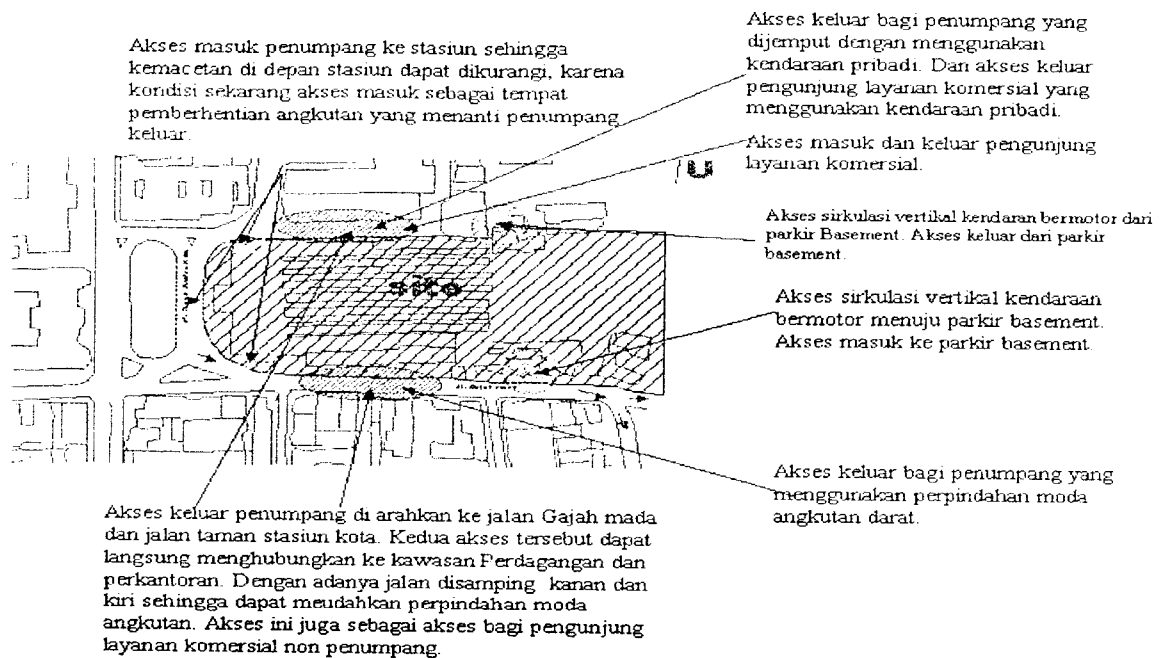 Akses masuk penumpang ke stasiun sehingga
kemacetan di depan stasiun dapat dikurangi, karena
kondisi sekarang akses masuk sebagai tempat
pemberhentian angkutan yang menanti penumpang
keluar.
Akses keluar bagi penumpang yang
dijemput dengan menggunakan
kendaraan pribadi. Dan akses keluar
pengunjung layanan komersial yang
menggunakan kendaraan pribadi.
Akses masuk dan keluar pengunjung
layanan komersial.
U
Akses sirkulasi vertikal kendaran bermotor dari
parkir Basement. Akses keluar dari parkir
basement.
Akses sirkulasi vertikal kendaraan
bermotor menuju parkir basement.
Akses masuk ke parkir basement.
Akses keluar bagi penumpang yang
menggunakan perpindahan moda
angkutan darat.
Akses keluar penumpang di arahkan ke jalan Gajah mada
dan jalan taman stasiun kota. Kedua akses tersebut dapat
langsung menghubungkan ke kawasan Perdagangan dan
perkantoran. Dengan adanya jalan disamping kanan dan
kiri sehingga dapat meudahkan perpindahan moda
angkutan. Akses ini juga sebagai akses bagi pengunjung
layanan komersial non penumpang.